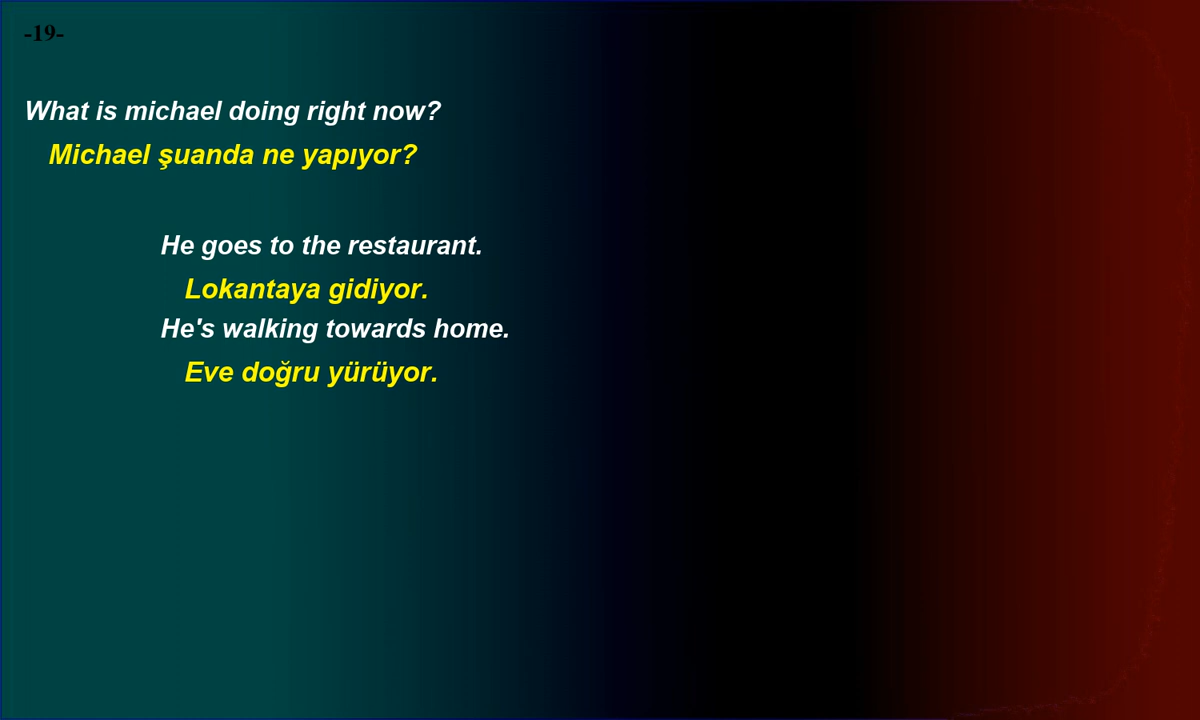 -19-
What is michael doing right now?
Michael şuanda ne yapıyor?
He goes to the restaurant.
Lokantaya gidiyor.
He's walking towards home.
Eve doğru yürüyor.